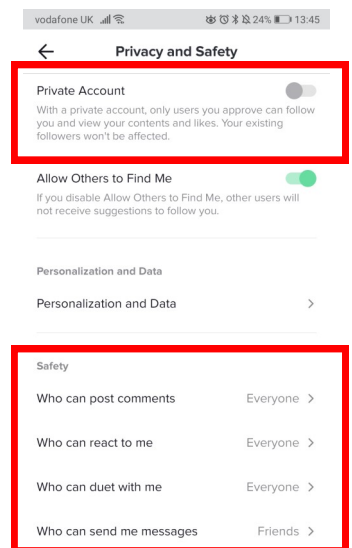 vodafone UK 24% 13:45
Privacy and Safety
Private Account
With a private account, only users you approve can follow
you and view your contents and likes. Your existing
followers won't be affected.
Allow Others to Find Me
If you disable Allow Others to Find Me, other users will
not receive suggestions to follow you.
Personalization and Data
Personalization and Data
Safety
Who can post comments Everyone
Who can react to me Everyone
Who can duet with me Everyone
Who can send me messages Friends